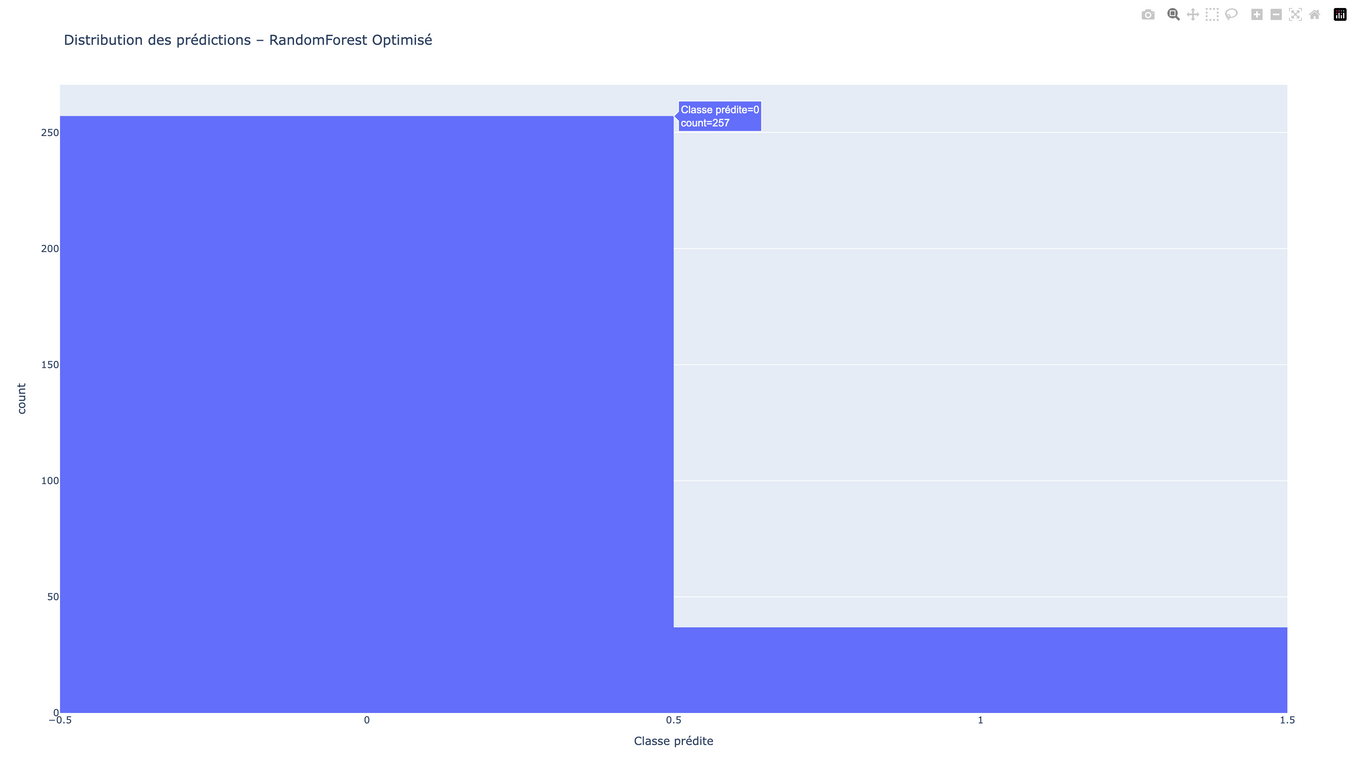 Distribution des prédictions – RandomForest Optimisé
Classe prédite=0
count=257
250
200
150
100
50
0
count
−0.5
0
0.5
1
1.5
Classe prédite